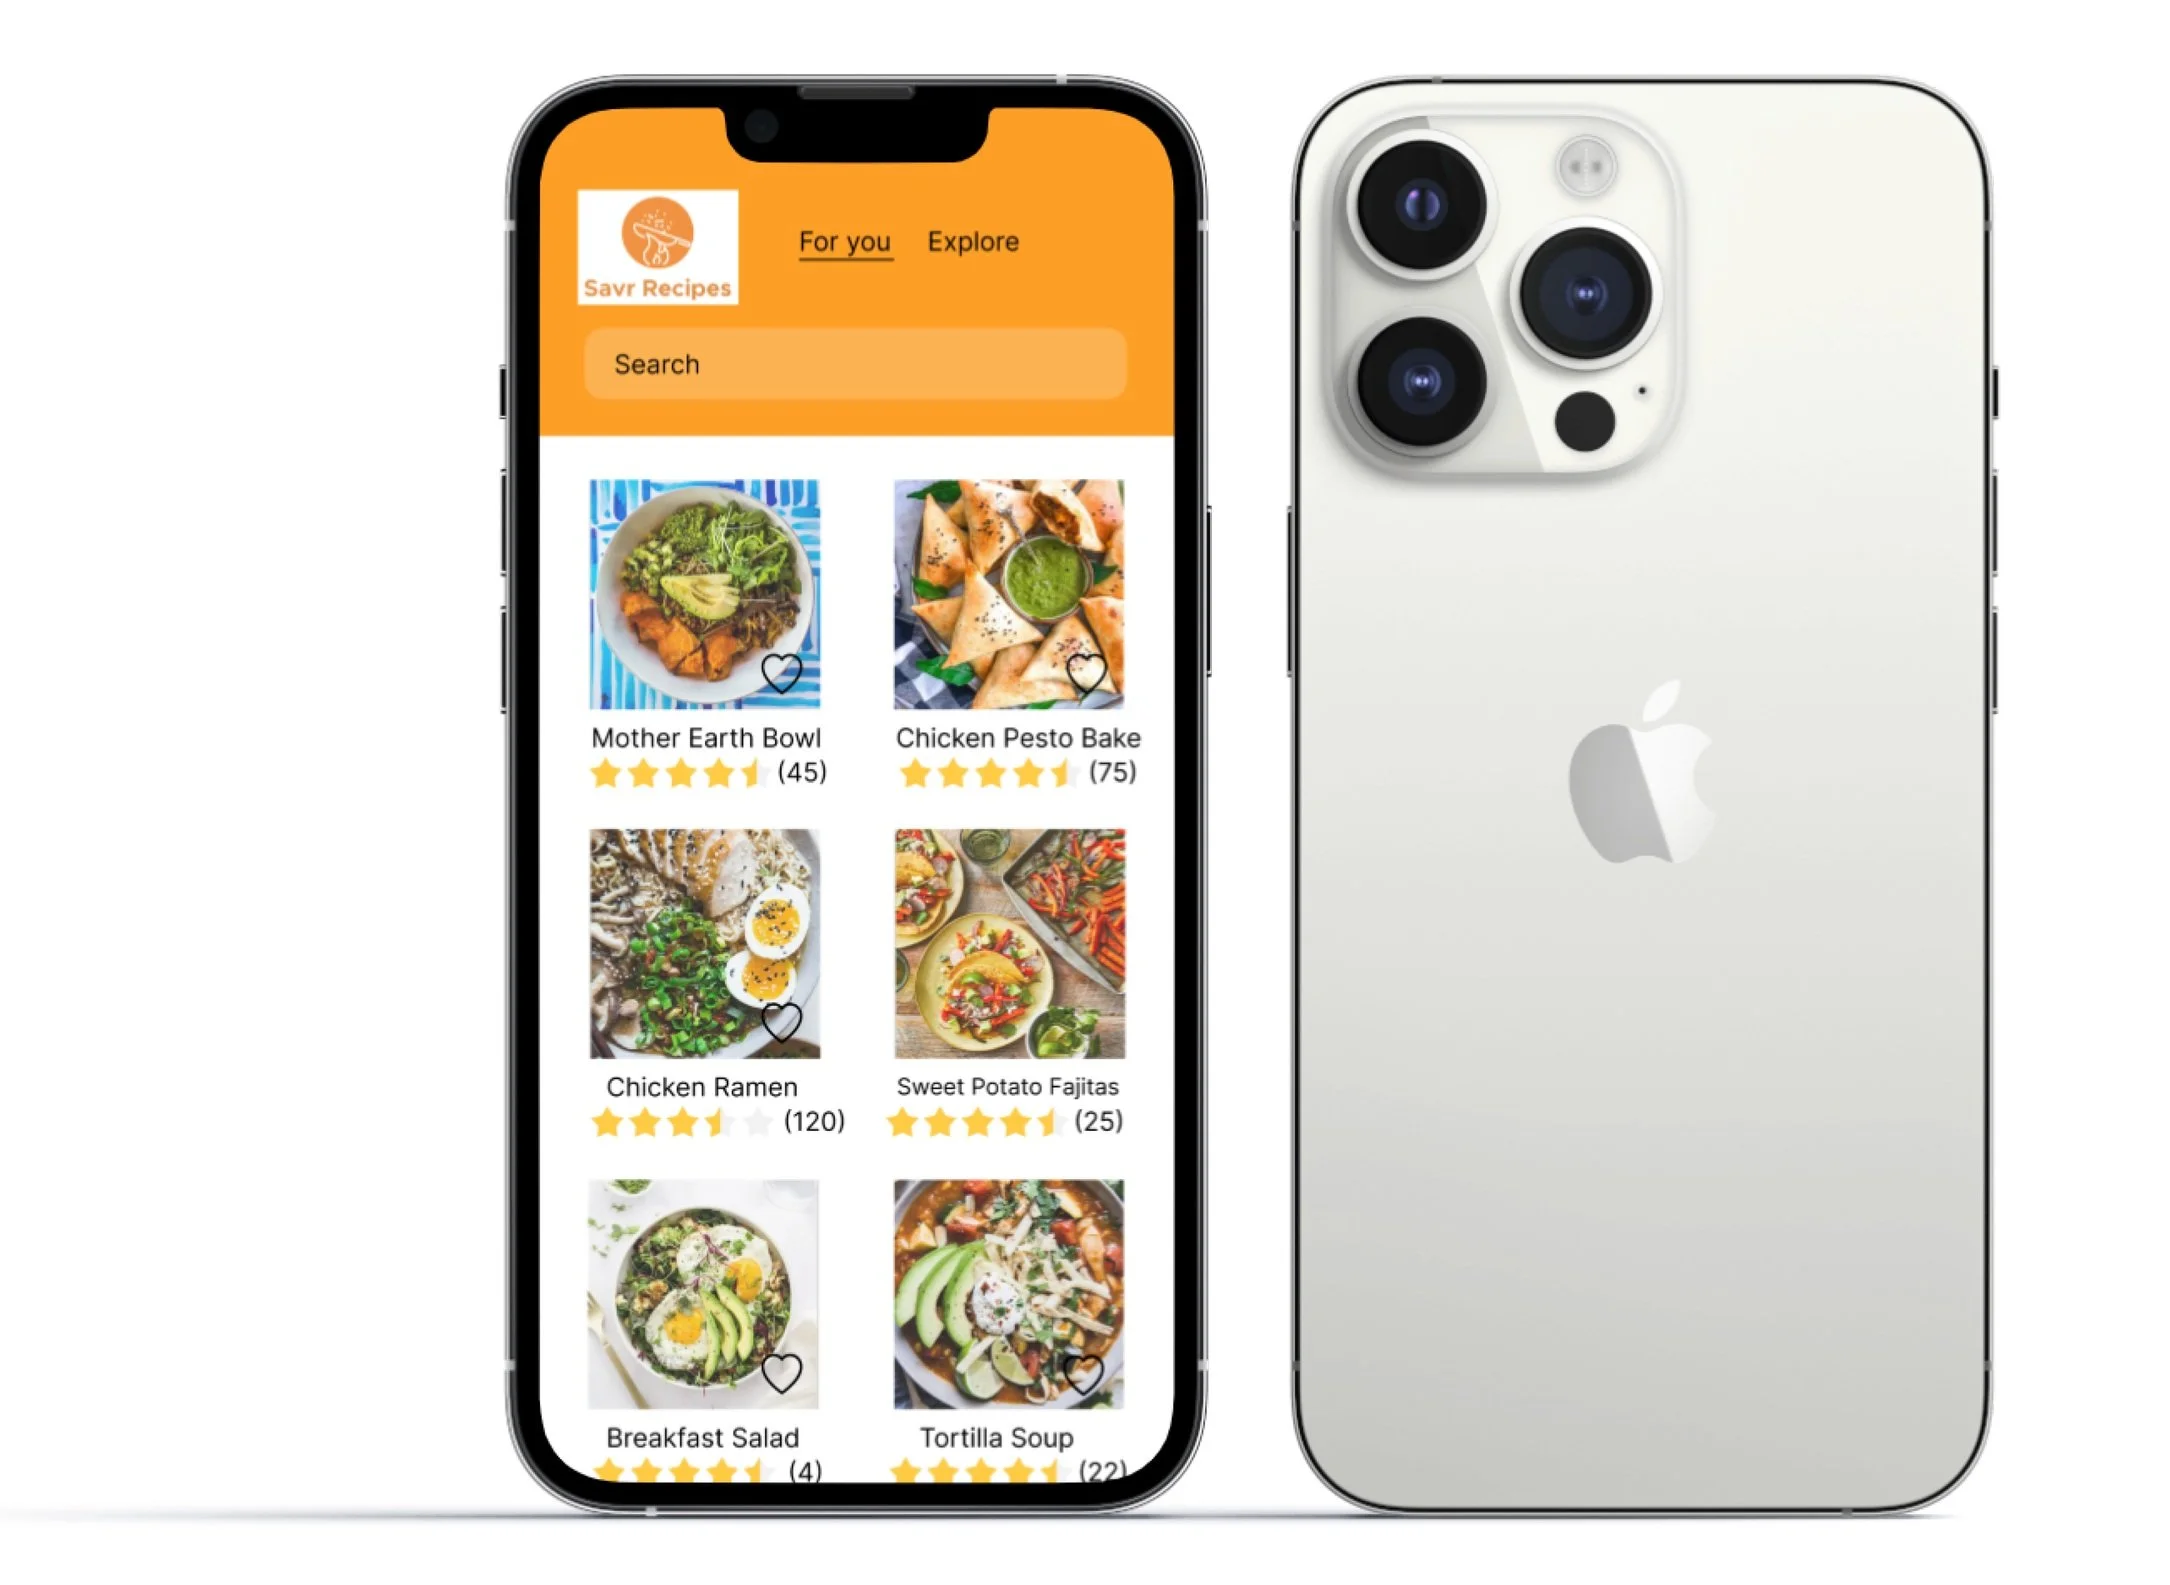 For you Explore
Savr Recipes
Search
Mother Earth Bowl Chicken Pesto Bake
(45) (75)
Chicken Ramen Sweet Potato Fajitas
(120) (25)
Breakfast Salad Tortilla Soup
(4) (22)